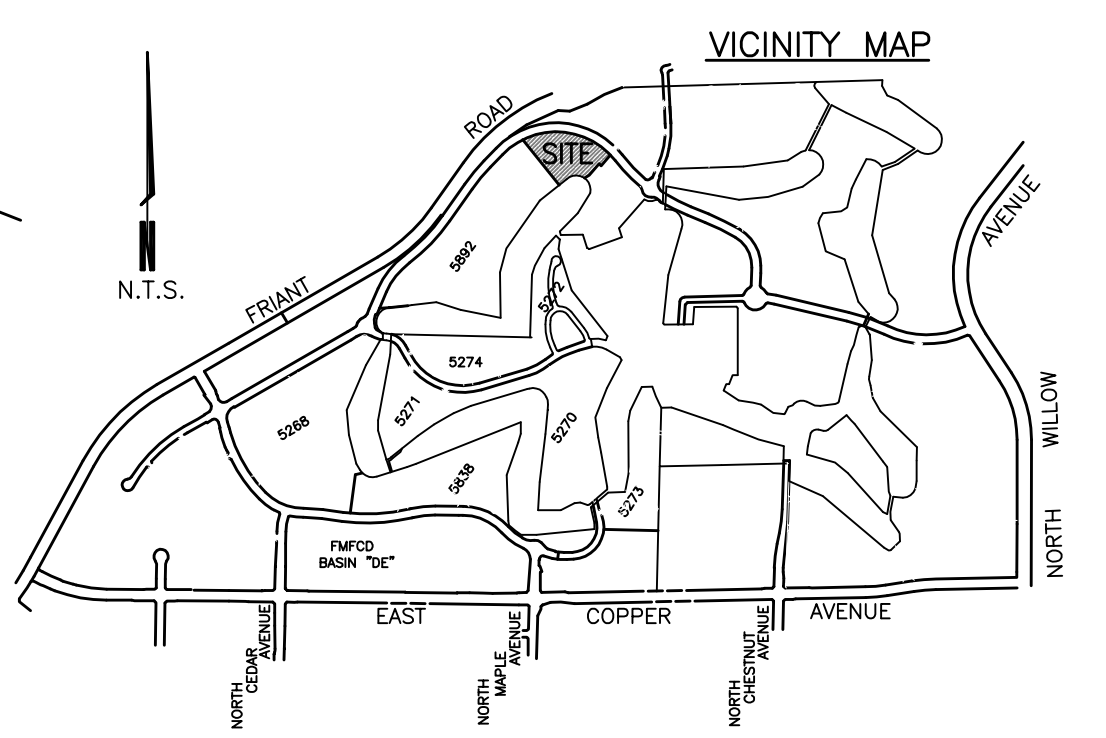 VICINITY MAP
ROAD
SITE
AVENUE
N
N.T.S.
5892
FRIANT
5272
5274
5271
5268
5270
WILLOW
5838
5273
NORTH
FMFCD
BASIN "DE"
EAST
COPPER
AVENUE
NORTH
CEDAR
AVENUE
NORTH
MAPLE
AVENUE
NORTH
CHESTNUT
AVENUE